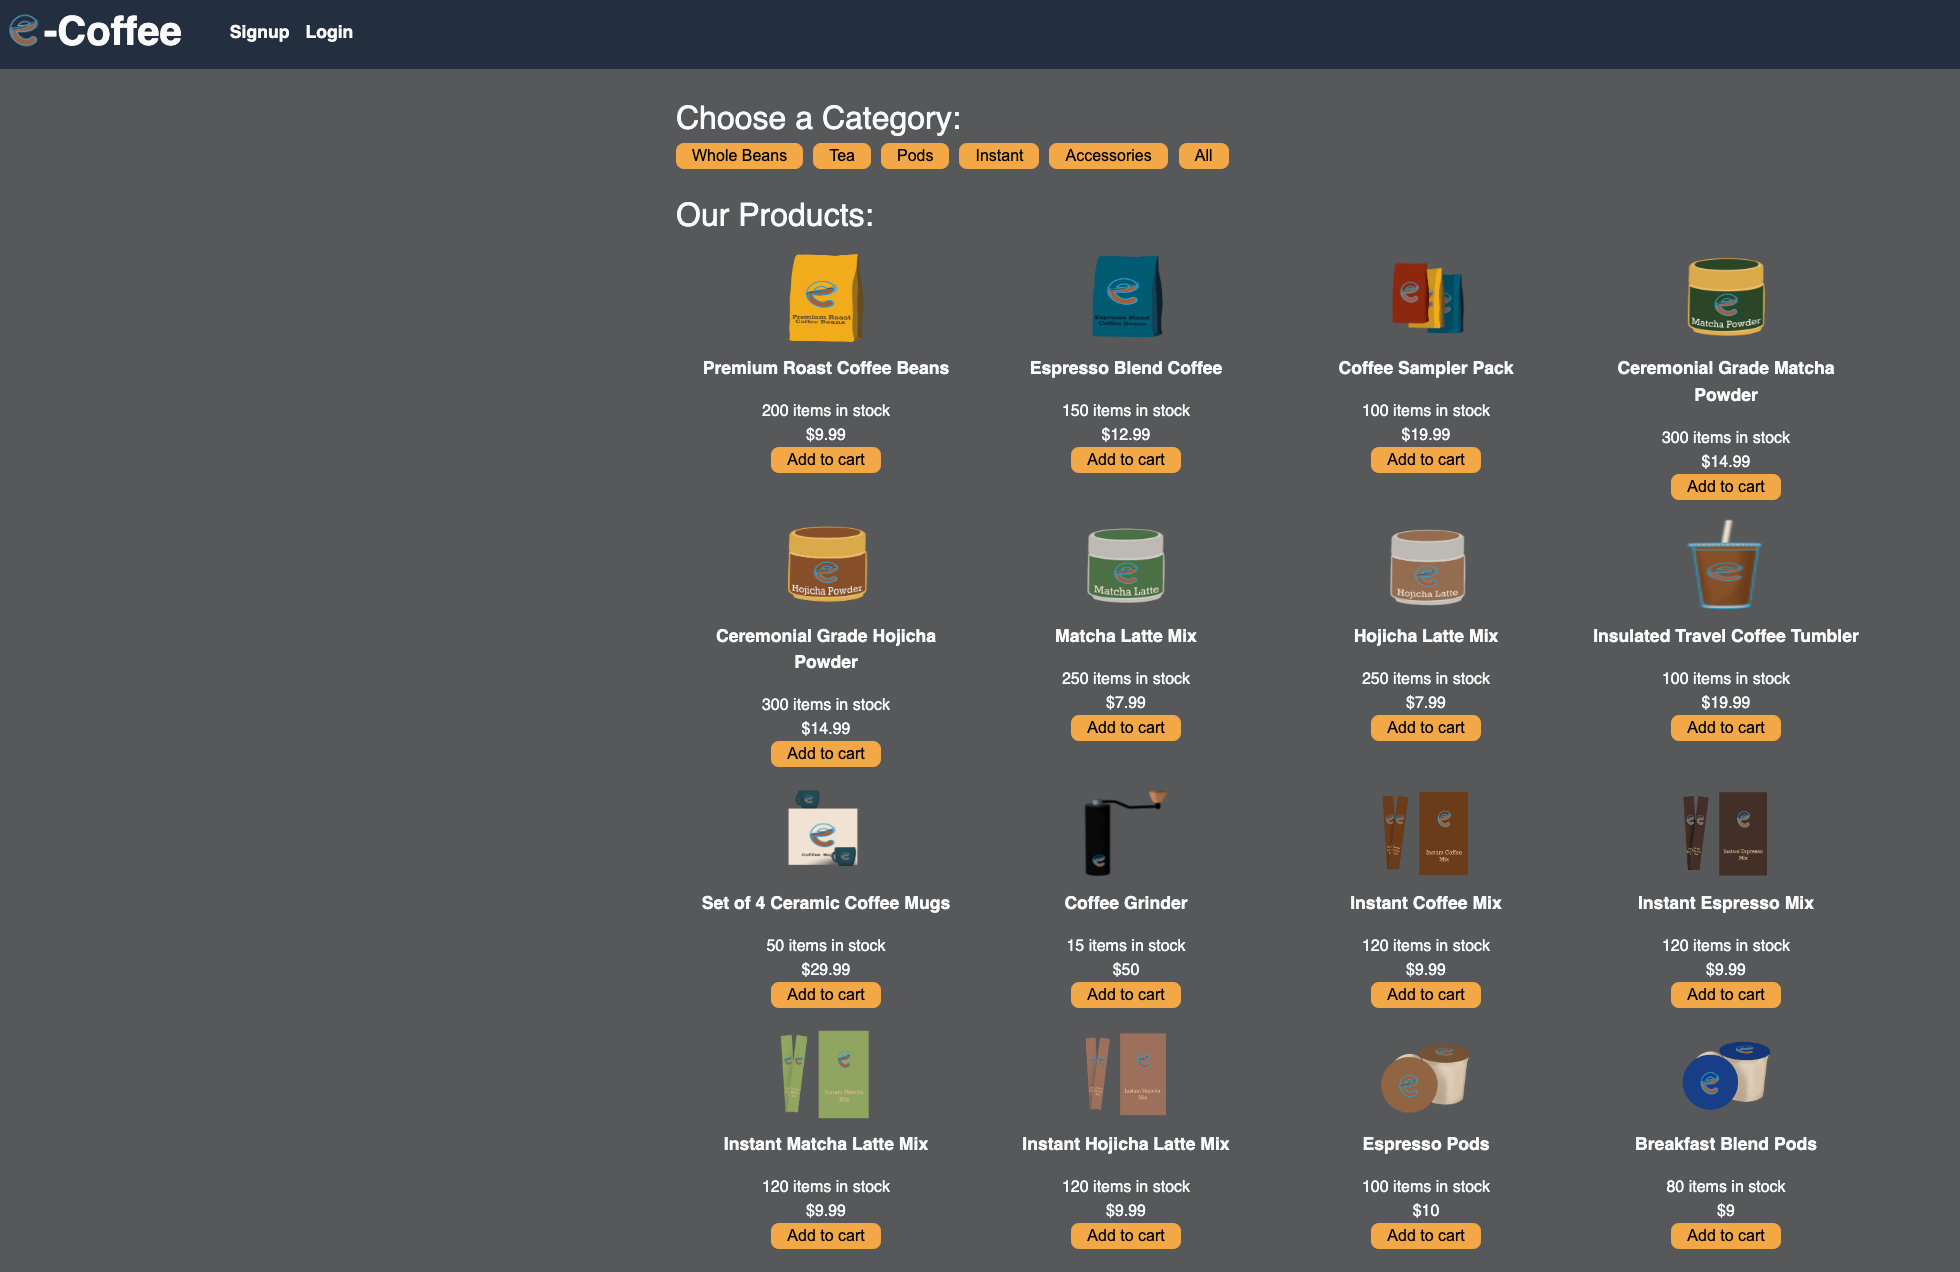 e-Coffee Signup Login
Choose a Category:
Whole Beans Tea Pods Instant Accessories All
Our Products:
Premium Roast
Coffee Beans
Espresso Blend
Coffee Beans
Matcha Powder
Premium Roast Coffee Beans
200 items in stock
$9.99
Add to cart
Espresso Blend Coffee
150 items in stock
$12.99
Add to cart
Coffee Sampler Pack
100 items in stock
$19.99
Add to cart
Ceremonial Grade Matcha
Powder
300 items in stock
$14.99
Add to cart
Hojicha Powder
Ceremonial Grade Hojicha
Powder
300 items in stock
$14.99
Add to cart
Matcha Latte
Matcha Latte Mix
250 items in stock
$7.99
Add to cart
Hojicha Latte
Hojicha Latte Mix
250 items in stock
$7.99
Add to cart
Insulated Travel Coffee Tumbler
100 items in stock
$19.99
Add to cart
Set of 4 Ceramic Coffee Mugs
50 items in stock
$29.99
Add to cart
Coffee Grinder
15 items in stock
$50
Add to cart
Instant Coffee
Mix
Instant Coffee Mix
120 items in stock
$9.99
Add to cart
Instant Espresso
Mix
Instant Espresso Mix
120 items in stock
$9.99
Add to cart
Instant Matcha
Mix
Instant Matcha Latte Mix
120 items in stock
$9.99
Add to cart
Instant Hojicha
Mix
Instant Hojicha Latte Mix
120 items in stock
$9.99
Add to cart
Espresso Pods
100 items in stock
$10
Add to cart
Breakfast Blend Pods
80 items in stock
$9
Add to cart